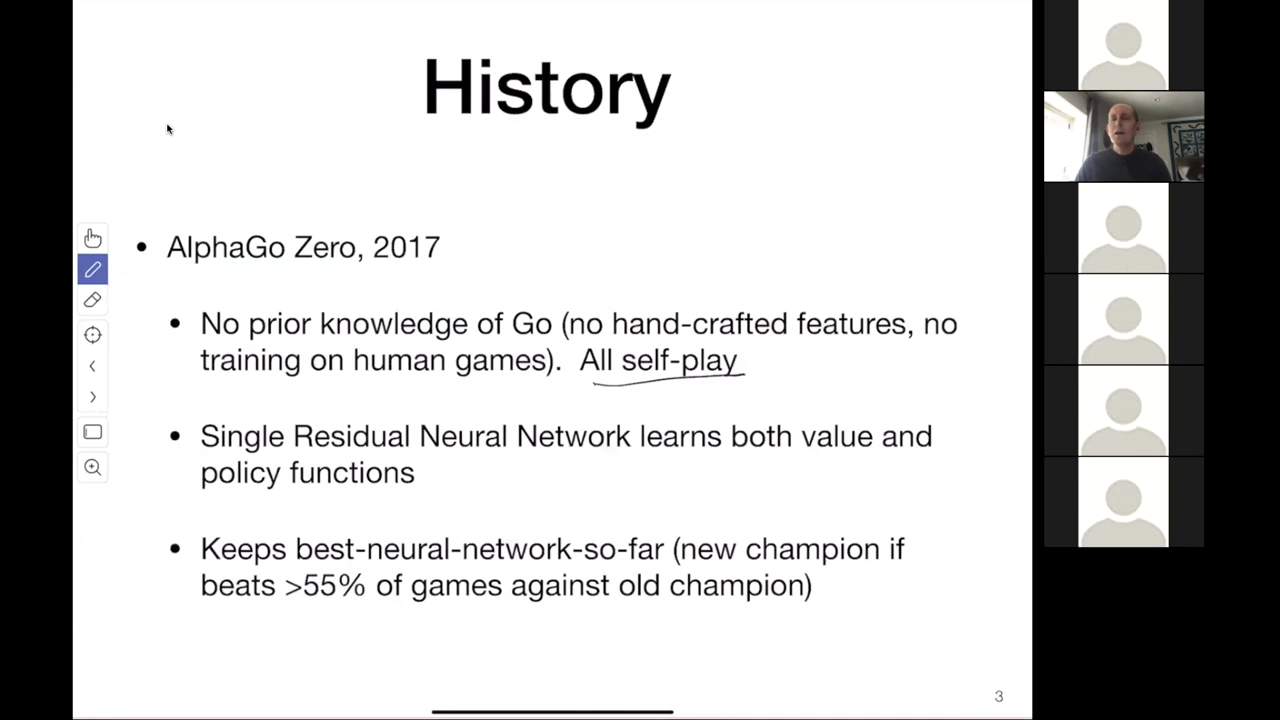 History
• AlphaGo Zero, 2017
• No prior knowledge of Go (no hand-crafted features, no
training on human games).  All self-play
• Single Residual Neural Network learns both value and
policy functions
• Keeps best-neural-network-so-far (new champion if
beats >55% of games against old champion)
3